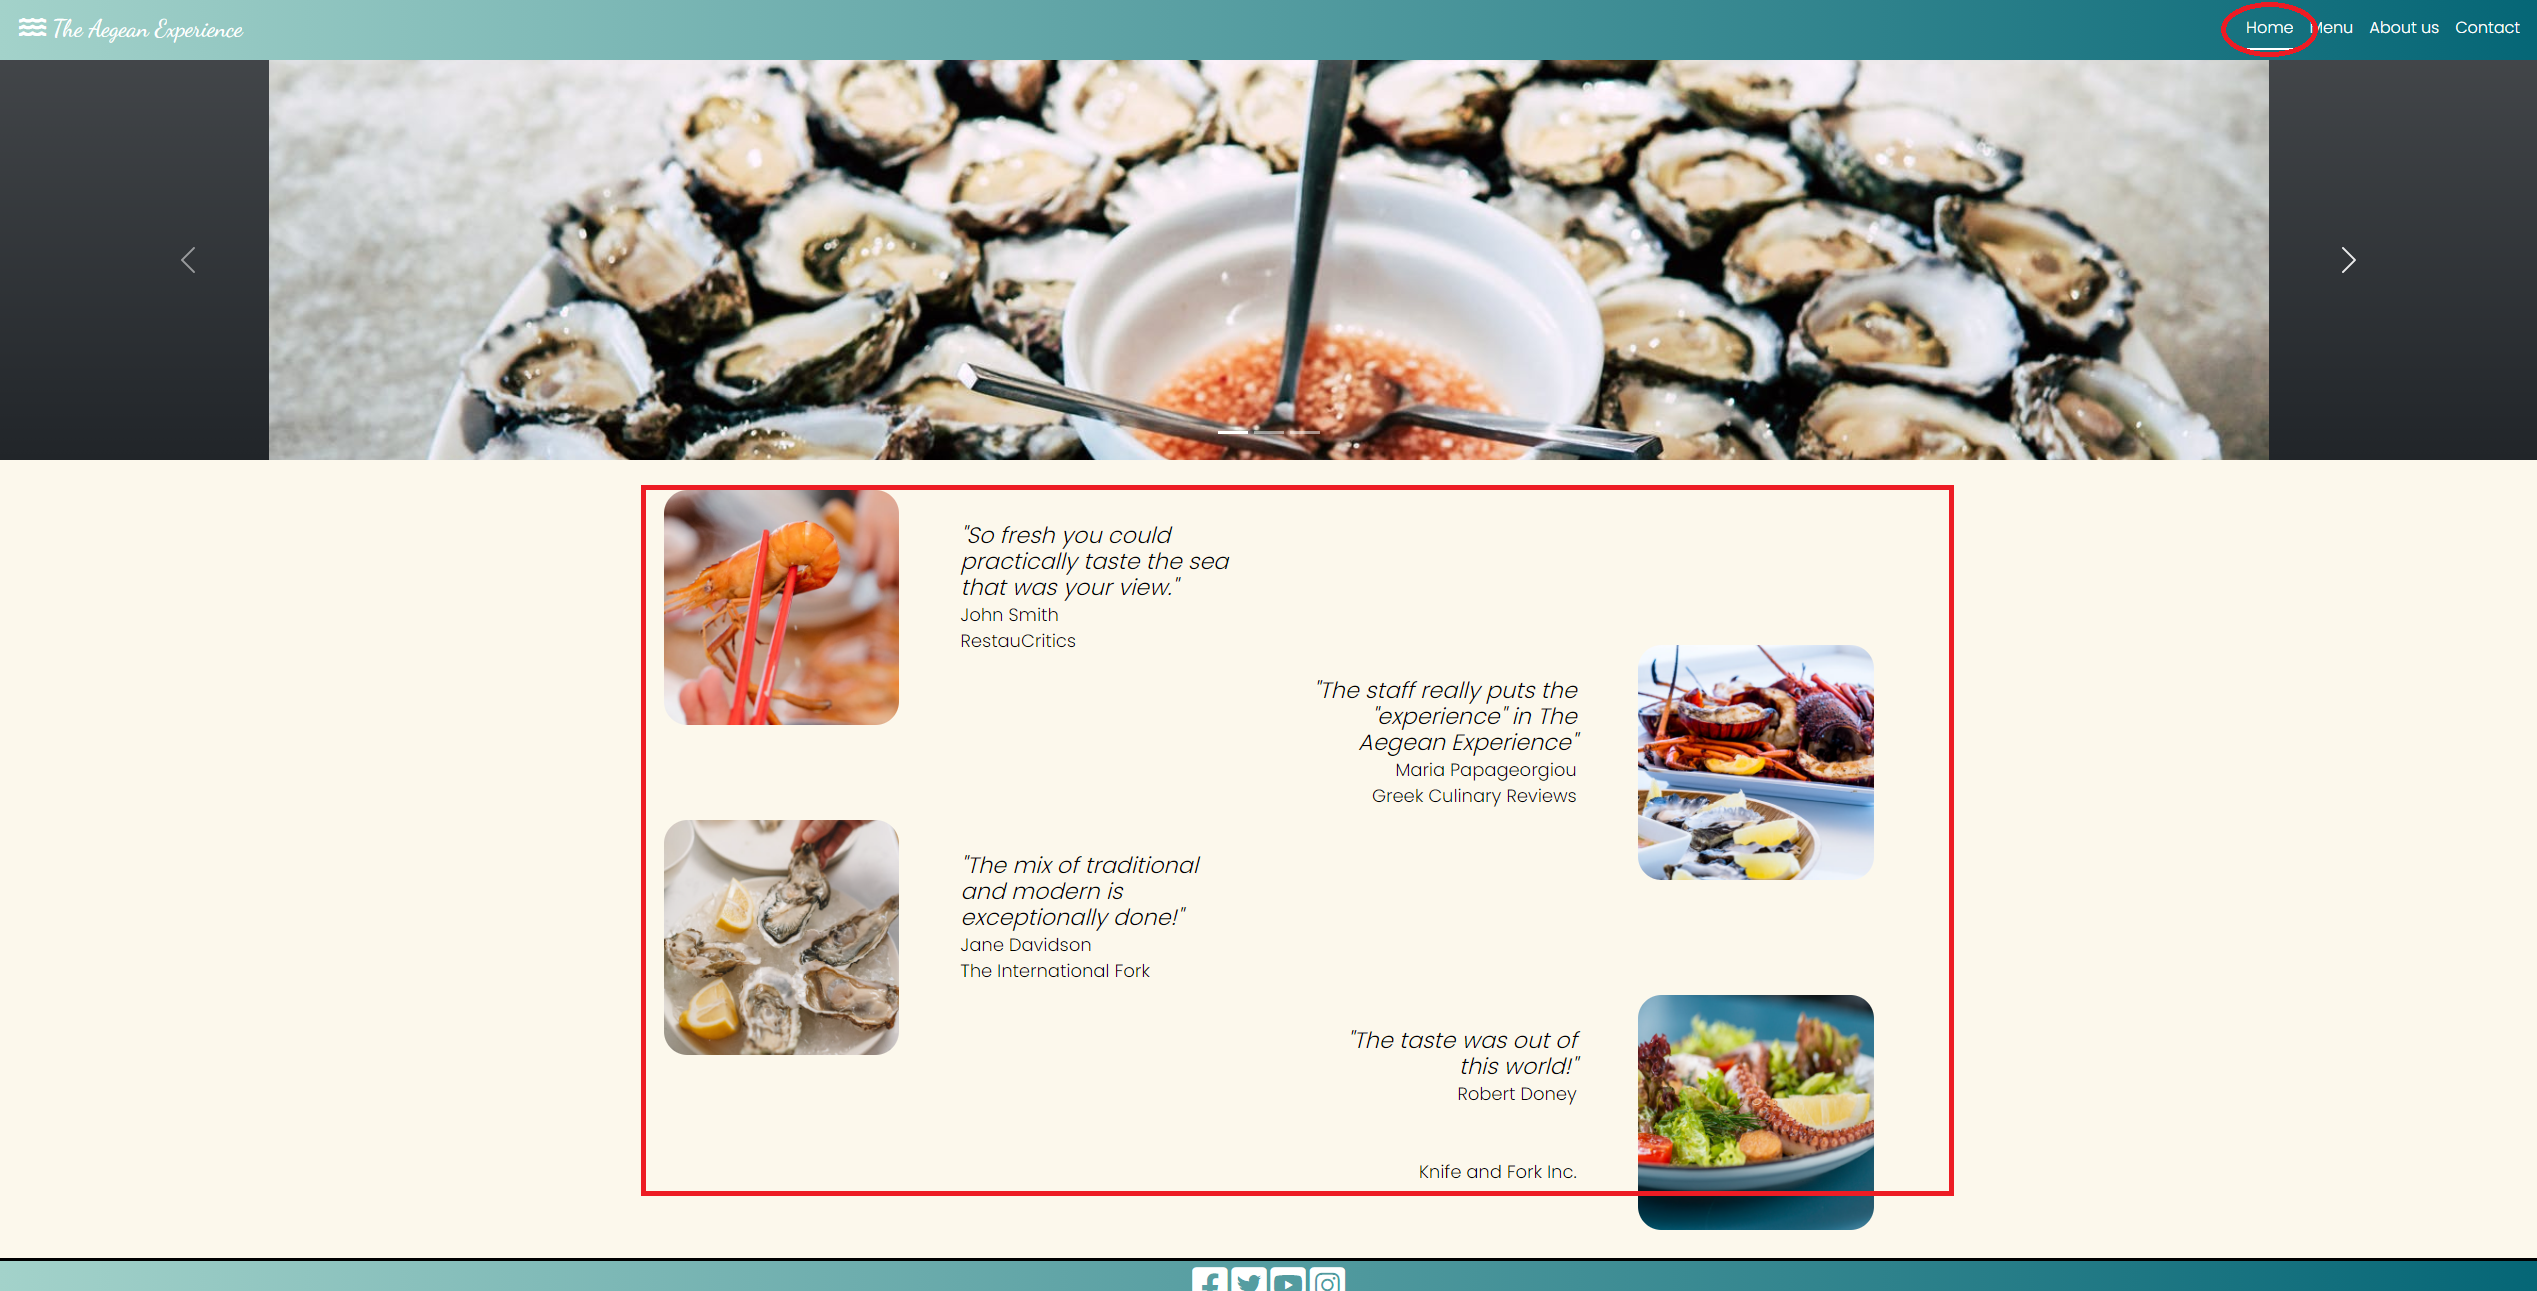 The Aegean Experience
Home Menu About us Contact
"So fresh you could
practically taste the sea
that was your view."
John Smith
RestauCritics
"The staff really puts the
"experience" in The
Aegean Experience"
Maria Papageorgiou
Greek Culinary Reviews
"The mix of traditional
and modern is
exceptionally done!"
Jane Davidson
The International Fork
"The taste was out of
this world!"
Robert Doney
Knife and Fork Inc.